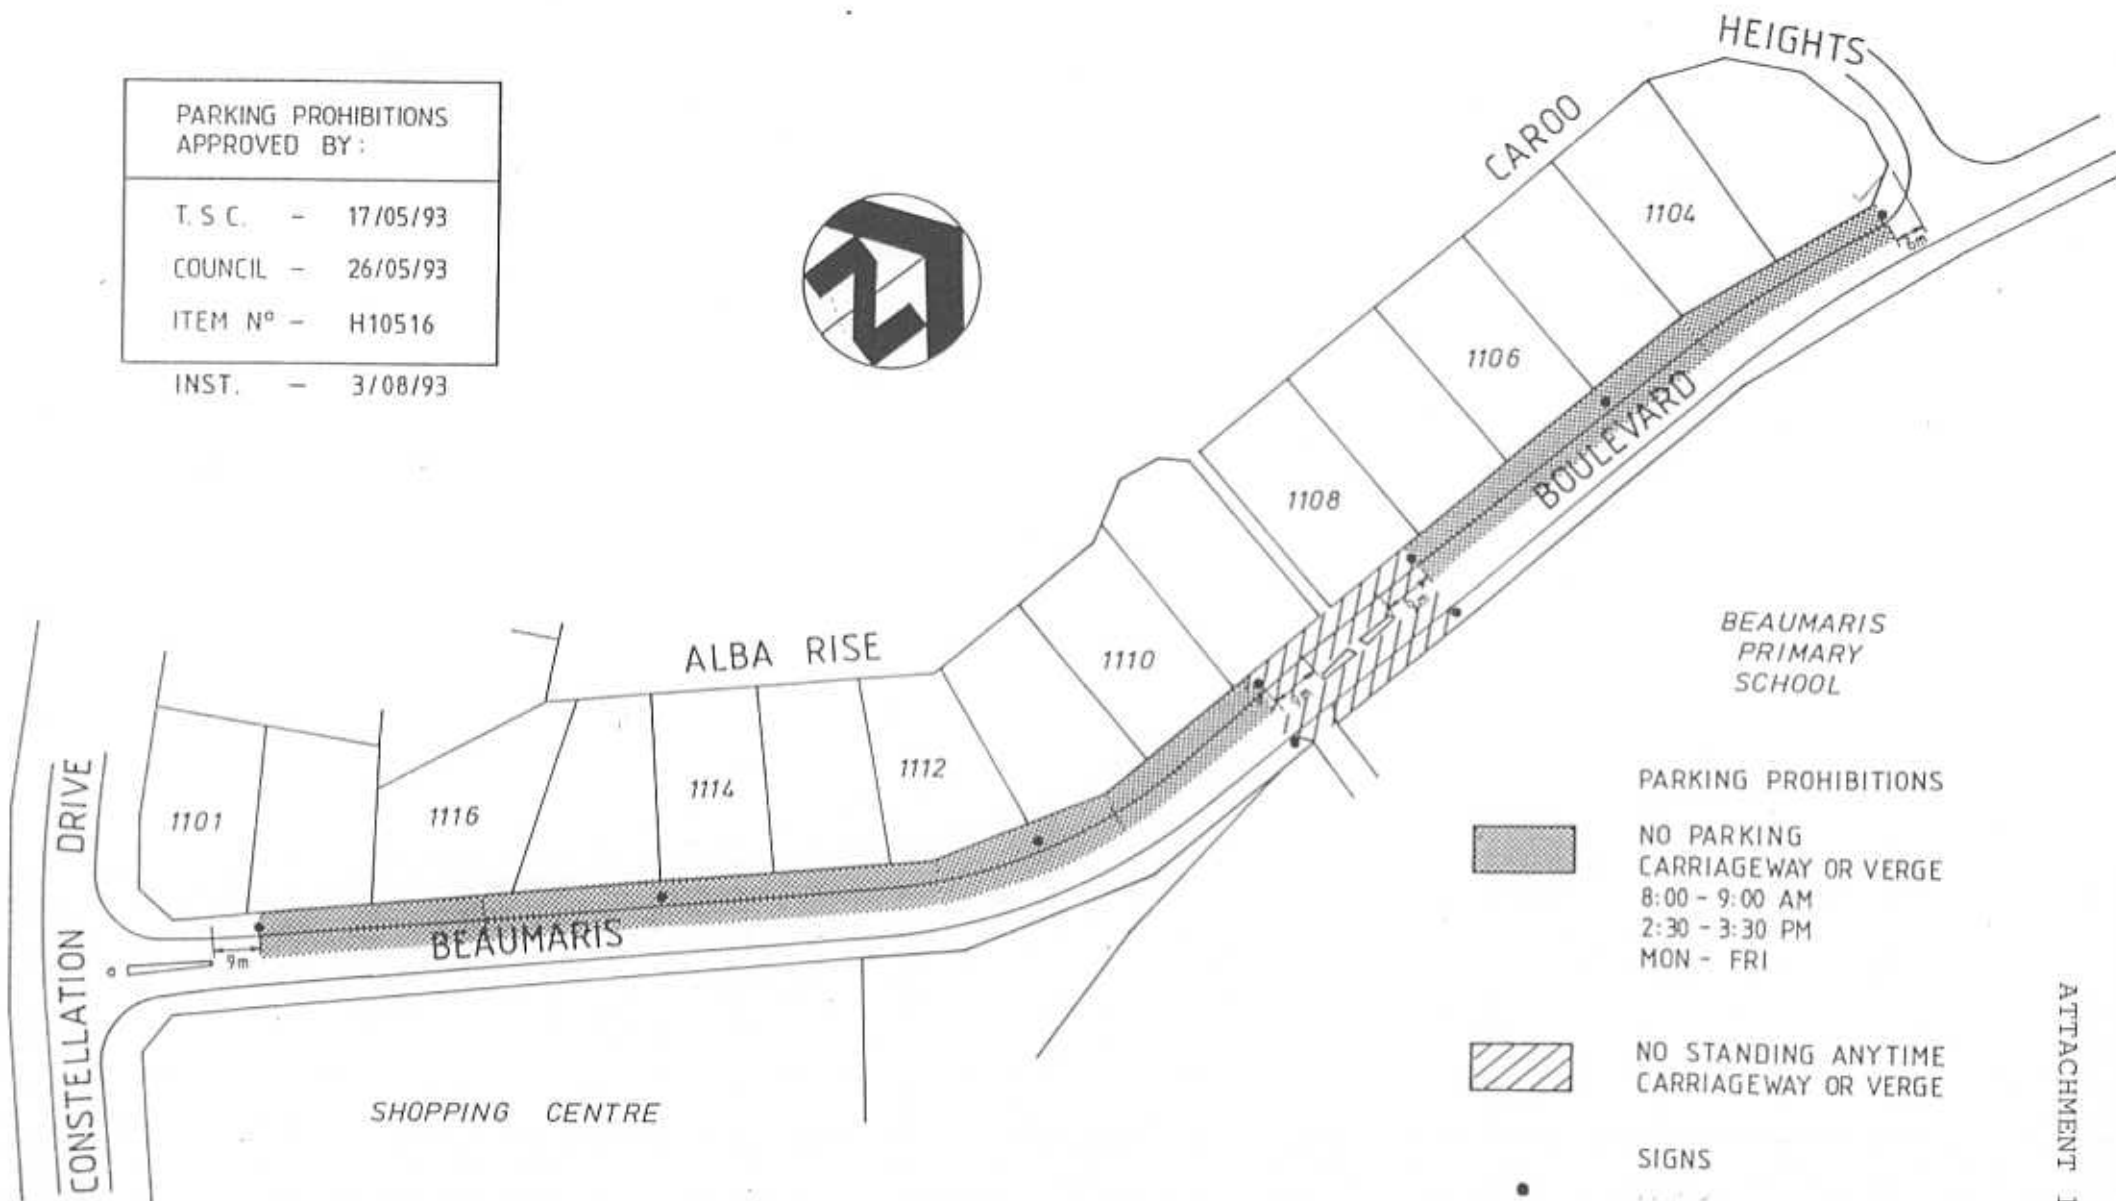 PARKING PROHIBITIONS
APPROVED BY :
T. S C. - 17/05/93
COUNCIL - 26/05/93
ITEM Nº - H10516
INST. - 3/08/93
HEIGHTS
CAROO
1104
6m
1106
BOULEVARD
1108
1110
ALBA RISE
1112
1114
1116
1101
BEAUMARIS
9m
CONSTELLATION DRIVE
SHOPPING CENTRE
BEAUMARIS
PRIMARY
SCHOOL
PARKING PROHIBITIONS
NO PARKING
CARRIAGEWAY OR VERGE
8:00 - 9:00 AM
2:30 - 3:30 PM
MON - FRI
NO STANDING ANYTIME
CARRIAGEWAY OR VERGE
SIGNS
ATTACHMENT